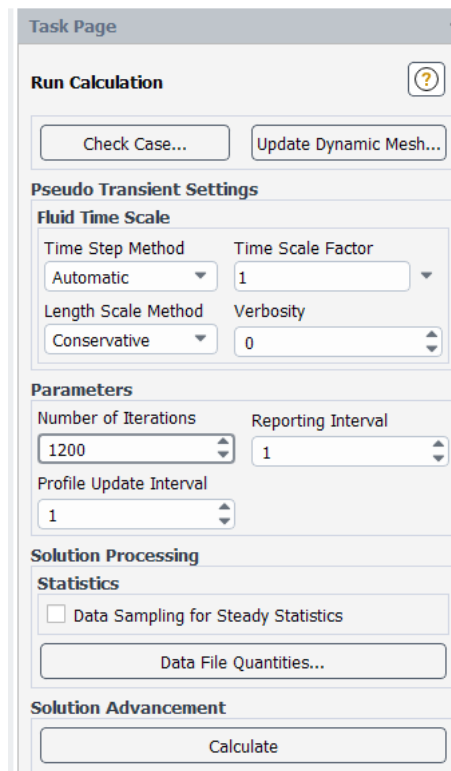 Task Page
Run Calculation
?
Check Case... Update Dynamic Mesh...
Pseudo Transient Settings
Fluid Time Scale
Time Step Method Time Scale Factor
Automatic 1
Length Scale Method Verbosity
Conservative 0
Parameters
Number of Iterations Reporting Interval
1200 1
Profile Update Interval
1
Solution Processing
Statistics
Data Sampling for Steady Statistics
Data File Quantities...
Solution Advancement
Calculate